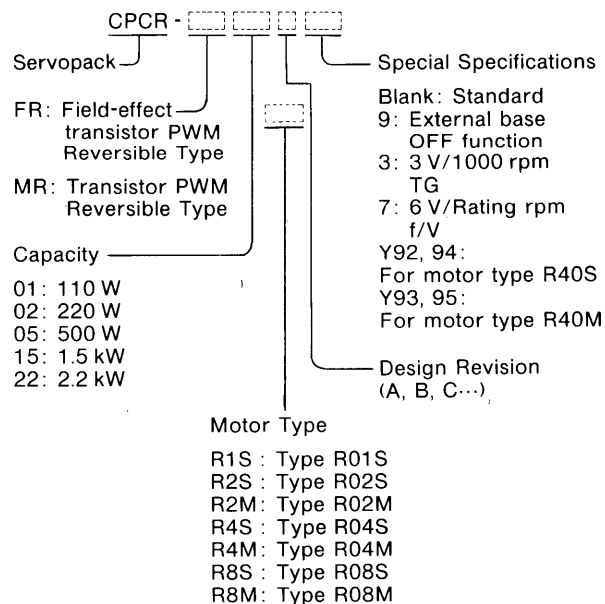 CPCR -
Servopack
FR: Field-effect
transistor PWM
Reversible Type
MR: Transistor PWM
Reversible Type
Capacity
01: 110 W
02: 220 W
05: 500 W
15: 1.5 kW
22: 2.2 kW
Special Specifications
Blank: Standard
9: External base
OFF function
3: 3 V/1000 rpm
TG
7: 6 V/Rating rpm
f/V
Y92, 94:
For motor type R40S
Y93, 95:
For motor type R40M
Design Revision
(A, B, C···)
Motor Type
R1S : Type R01S
R2S : Type R02S
R2M: Type R02M
R4S : Type R04S
R4M: Type R04M
R8S : Type R08S
R8M: Type R08M